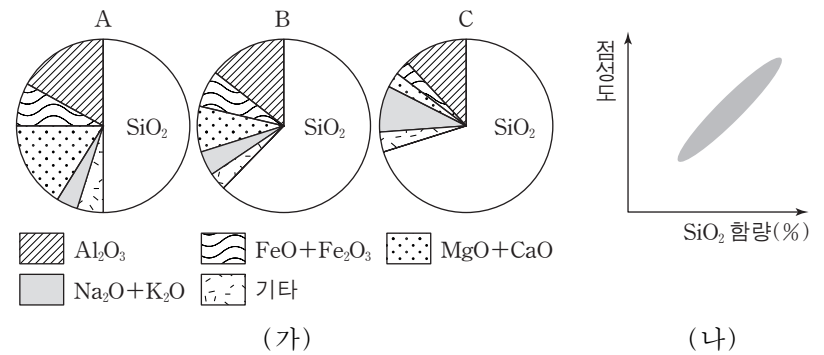 A B C
SiO₂ SiO₂ SiO₂
점성도
SiO₂ 함량(%)
Al₂O₃ FeO+Fe₂O₃ MgO+CaO
Na₂O+K₂O 기타
(가) (나)